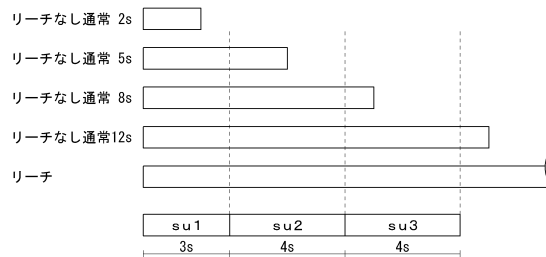 リーチなし通常 2s
リーチなし通常 5s
リーチなし通常 8s
リーチなし通常12s
リーチ
su1 su2 su3
3s 4s 4s